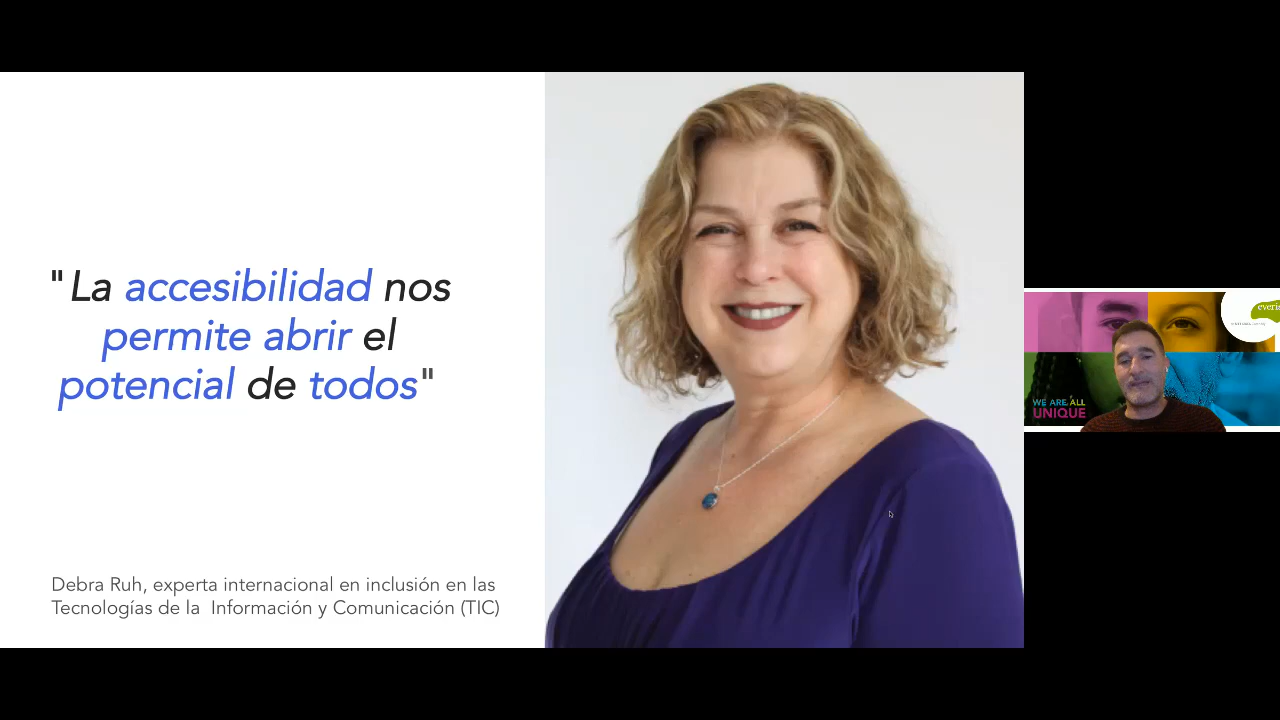 "La accesibilidad nos
permite abrir el
potencial de todos"
Debra Ruh, experta internacional en inclusión en las
Tecnologías de la Información y Comunicación (TIC)
everis
WE ARE ALL
UNIQUE